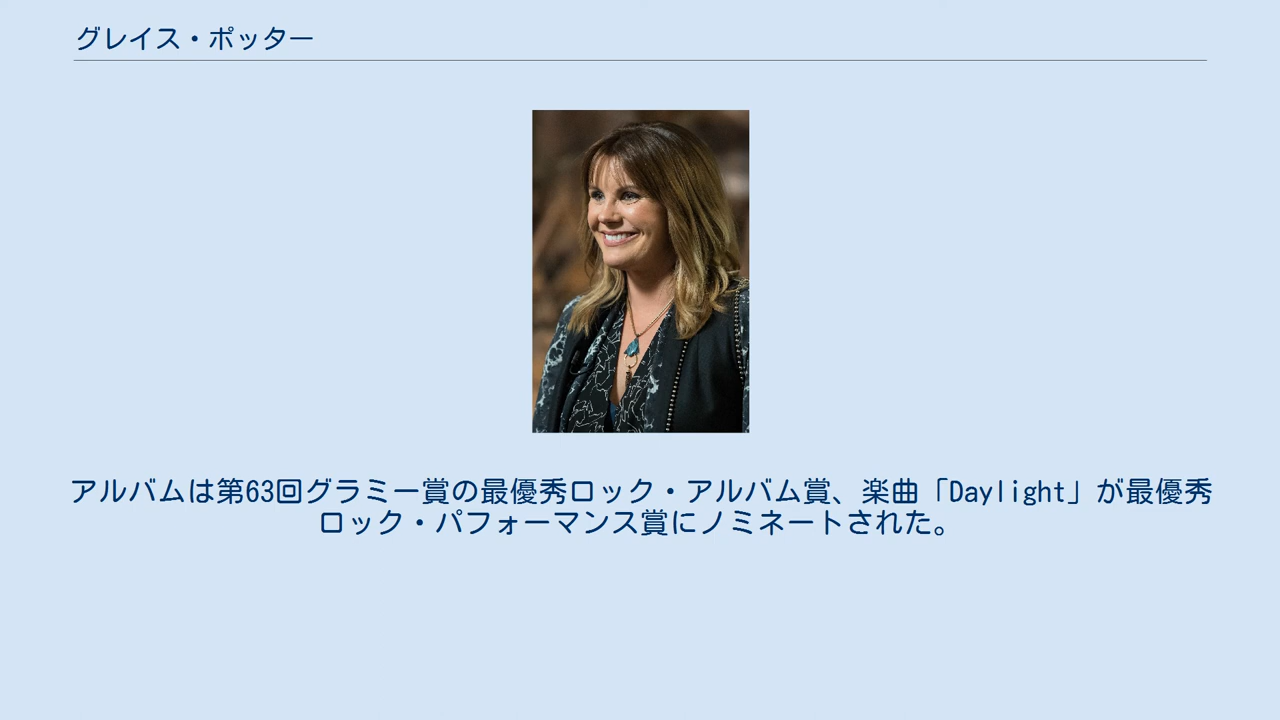 グレイス・ポッター
アルバムは第63回グラミー賞の最優秀ロック・アルバム賞、楽曲「Daylight」が最優秀
ロック・パフォーマンス賞にノミネートされた。